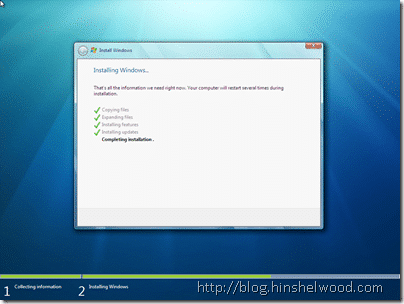 Install Windows
Installing Windows...
That's all the information we need right now. Your computer will restart several times during
installation.
Copying files
Expanding files
Installing features
Installing updates
Completing installation .
1 Collecting information
2 Installing Windows
http://blog.hinshelwood.com